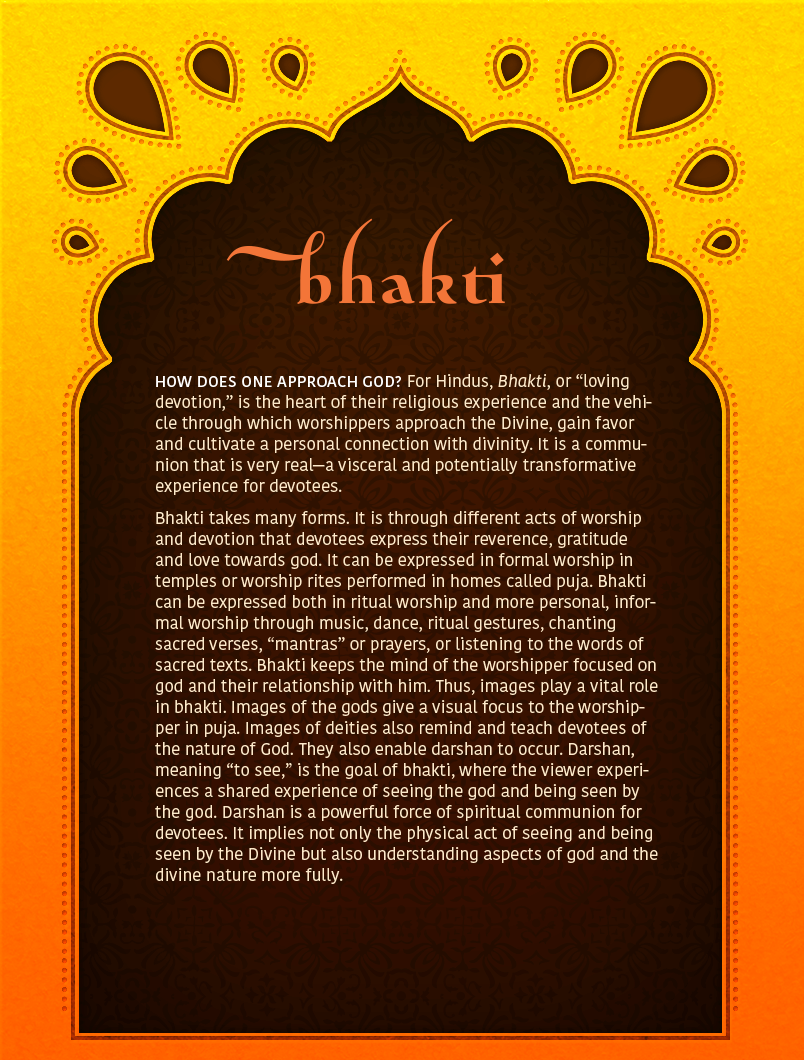 bhakti
HOW DOES ONE APPROACH GOD? For Hindus, Bhakti, or “loving
devotion,” is the heart of their religious experience and the vehi-
cle through which worshippers approach the Divine, gain favor
and cultivate a personal connection with divinity. It is a commu-
nion that is very real—a visceral and potentially transformative
experience for devotees.
Bhakti takes many forms. It is through different acts of worship
and devotion that devotees express their reverence, gratitude
and love towards god. It can be expressed in formal worship in
temples or worship rites performed in homes called puja. Bhakti
can be expressed both in ritual worship and more personal, infor-
mal worship through music, dance, ritual gestures, chanting
sacred verses, “mantras” or prayers, or listening to the words of
sacred texts. Bhakti keeps the mind of the worshipper focused on
god and their relationship with him. Thus, images play a vital role
in bhakti. Images of the gods give a visual focus to the worship-
per in puja. Images of deities also remind and teach devotees of
the nature of God. They also enable darshan to occur. Darshan,
meaning “to see,” is the goal of bhakti, where the viewer experi-
ences a shared experience of seeing the god and being seen by
the god. Darshan is a powerful force of spiritual communion for
devotees. It implies not only the physical act of seeing and being
seen by the Divine but also understanding aspects of god and the
divine nature more fully.